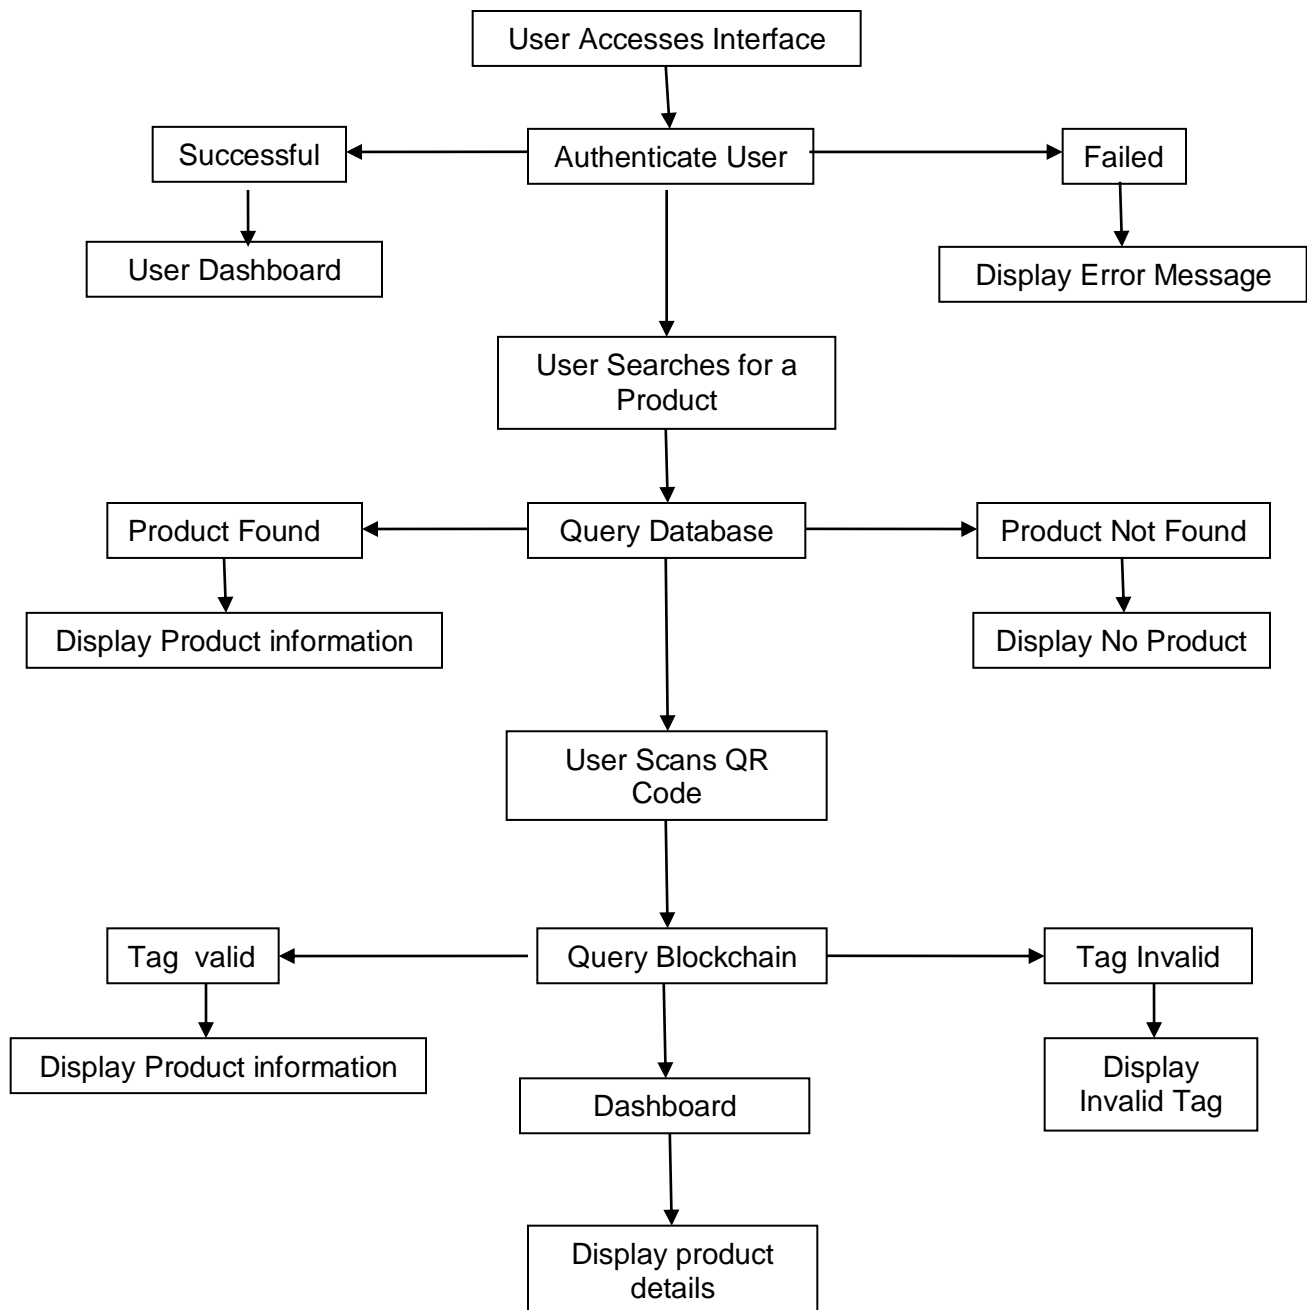 User Accesses Interface
Successful
Authenticate User
Failed
User Dashboard
Display Error Message
User Searches for a
Product
Product Found
Query Database
Product Not Found
Display Product information
Display No Product
User Scans QR
Code
Tag  valid
Query Blockchain
Tag Invalid
Display Product information
Display
Invalid Tag
Dashboard
Display product
details